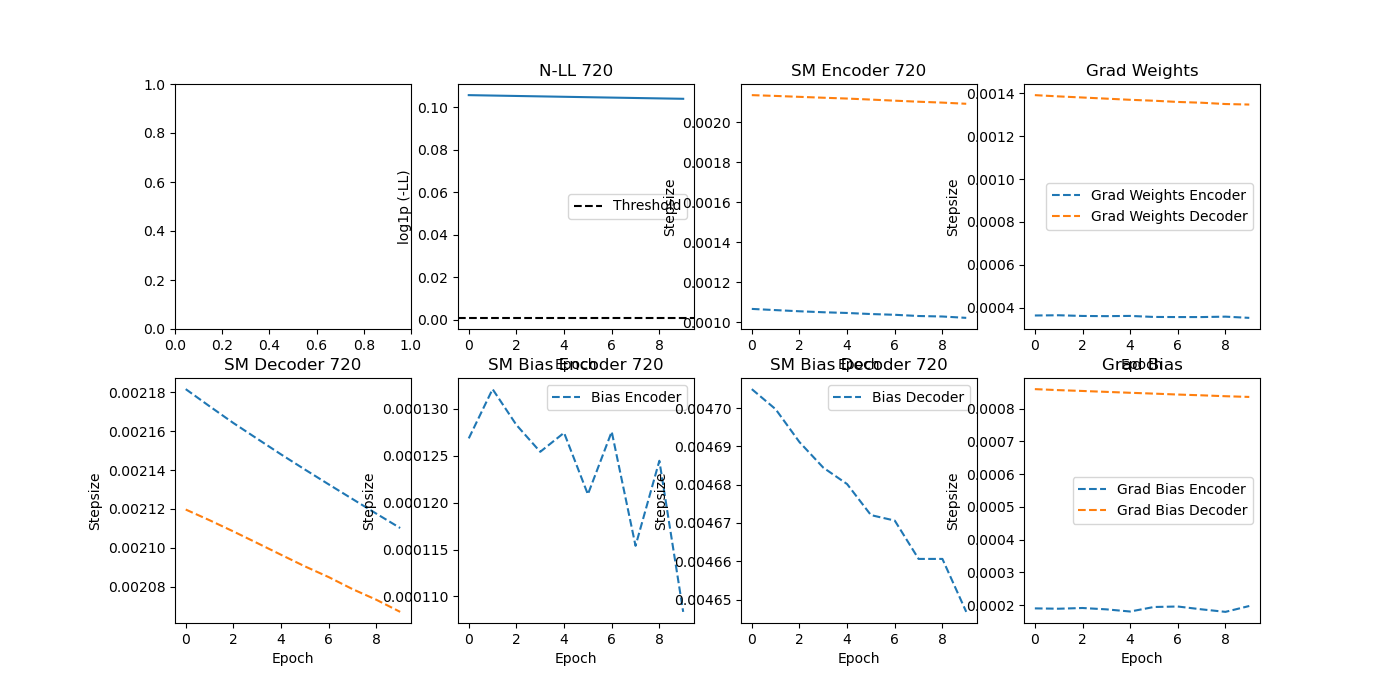 N-LL 720
SM Encoder 720
Grad Weights
1.0
0.8
0.6
0.4
0.2
0.0
0.0 0.2 0.4 0.6 0.8 1.0
log1p (-LL)
0.10
0.08
0.06
0.04
0.02
0.00
Threshold
0 2 4 6 8
Epoch
Stepsize
0.0020
0.0018
0.0016
0.0014
0.0012
0.0010
0 2 4 6 8
Epoch
Stepsize
0.0014
0.0012
0.0010
0.0008
0.0006
0.0004
Grad Weights Encoder
Grad Weights Decoder
0 2 4 6 8
Epoch
SM Decoder 720
SM Bias Encoder 720
SM Bias Decoder 720
Grad Bias
Stepsize
0.00218
0.00216
0.00214
0.00212
0.00210
0.00208
0 2 4 6 8
Epoch
Stepsize
0.000130
0.000125
0.000120
0.000115
0.000110
Bias Encoder
0 2 4 6 8
Epoch
Stepsize
0.00470
0.00469
0.00468
0.00467
0.00466
0.00465
Bias Decoder
0 2 4 6 8
Epoch
Stepsize
0.0008
0.0007
0.0006
0.0005
0.0004
0.0003
0.0002
Grad Bias Encoder
Grad Bias Decoder
0 2 4 6 8
Epoch